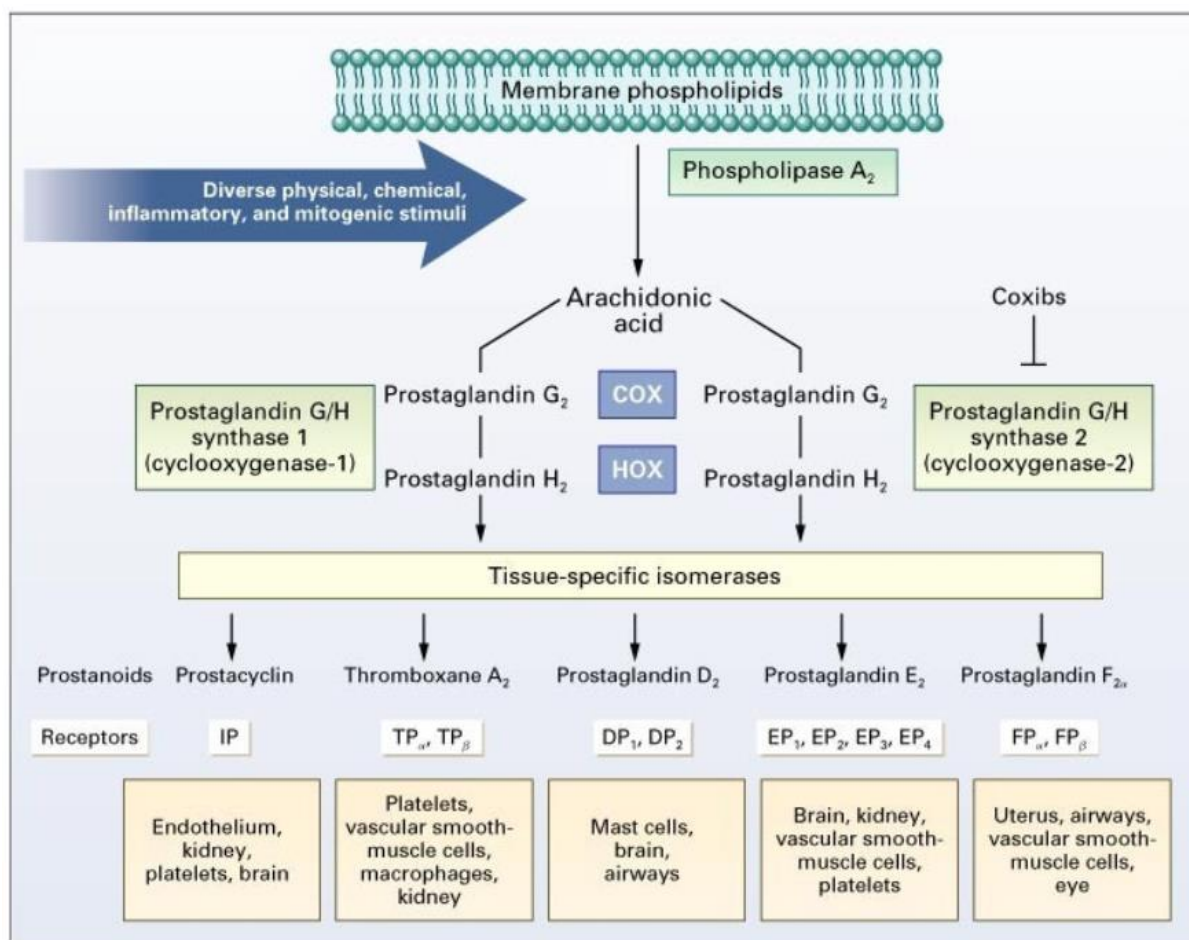 Membrane phospholipids
Phospholipase A₂
Diverse physical, chemical,
inflammatory, and mitogenic stimuli
Arachidonic
acid
Coxibs
Prostaglandin G/H
synthase 1
(cyclooxygenase-1)
Prostaglandin G₂
COX
Prostaglandin G₂
Prostaglandin G/H
synthase 2
(cyclooxygenase-2)
Prostaglandin H₂
HOX
Prostaglandin H₂
Tissue-specific isomerases
Prostanoids Prostacyclin Thromboxane A₂ Prostaglandin D₂ Prostaglandin E₂ Prostaglandin F₂α
Receptors IP TPα, TPβ DP₁, DP₂ EP₁, EP₂, EP₃, EP₄ FPα, FPβ
Endothelium,
kidney,
platelets, brain
Platelets,
vascular smooth-
muscle cells,
macrophages,
kidney
Mast cells,
brain,
airways
Brain, kidney,
vascular smooth-
muscle cells,
platelets
Uterus, airways,
vascular smooth-
muscle cells,
eye